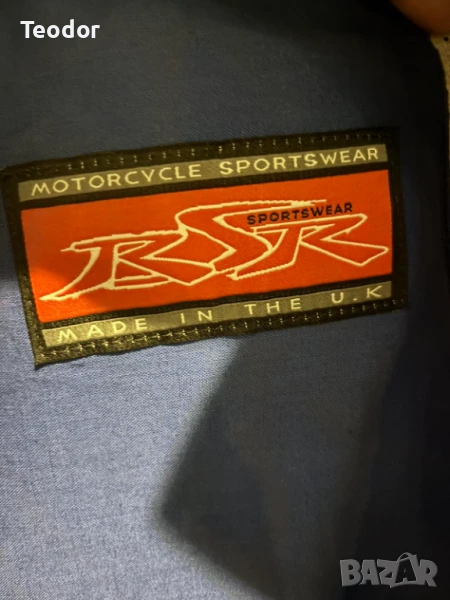 Teodor
MOTORCYCLE SPORTSWEAR
SPORTSWEAR
RSR
MADE IN THE U.K
BAZAR